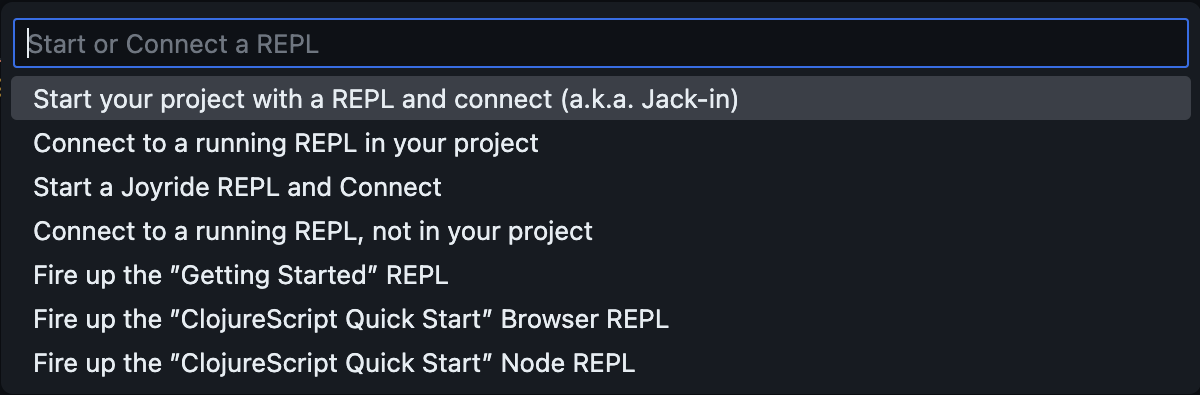 Start or Connect a REPL
Start your project with a REPL and connect (a.k.a. Jack-in)
Connect to a running REPL in your project
Start a Joyride REPL and Connect
Connect to a running REPL, not in your project
Fire up the ”Getting Started” REPL
Fire up the ”ClojureScript Quick Start” Browser REPL
Fire up the ”ClojureScript Quick Start” Node REPL